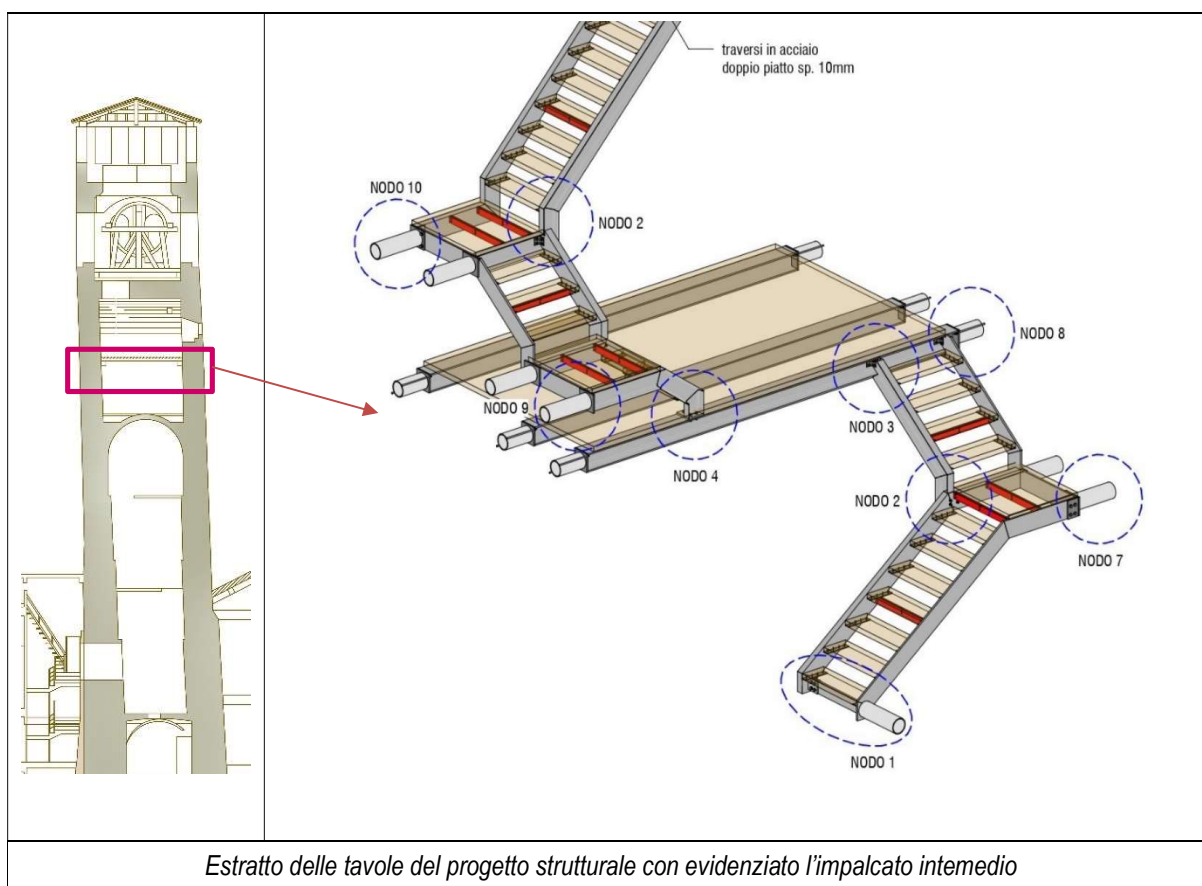 traversi in acciaio
doppio piatto sp. 10mm
NODO 10
NODO 2
NODO 8
NODO 9
NODO 3
NODO 4
NODO 2
NODO 7
NODO 1
Estratto delle tavole del progetto strutturale con evidenziato l'impalcato intemedio